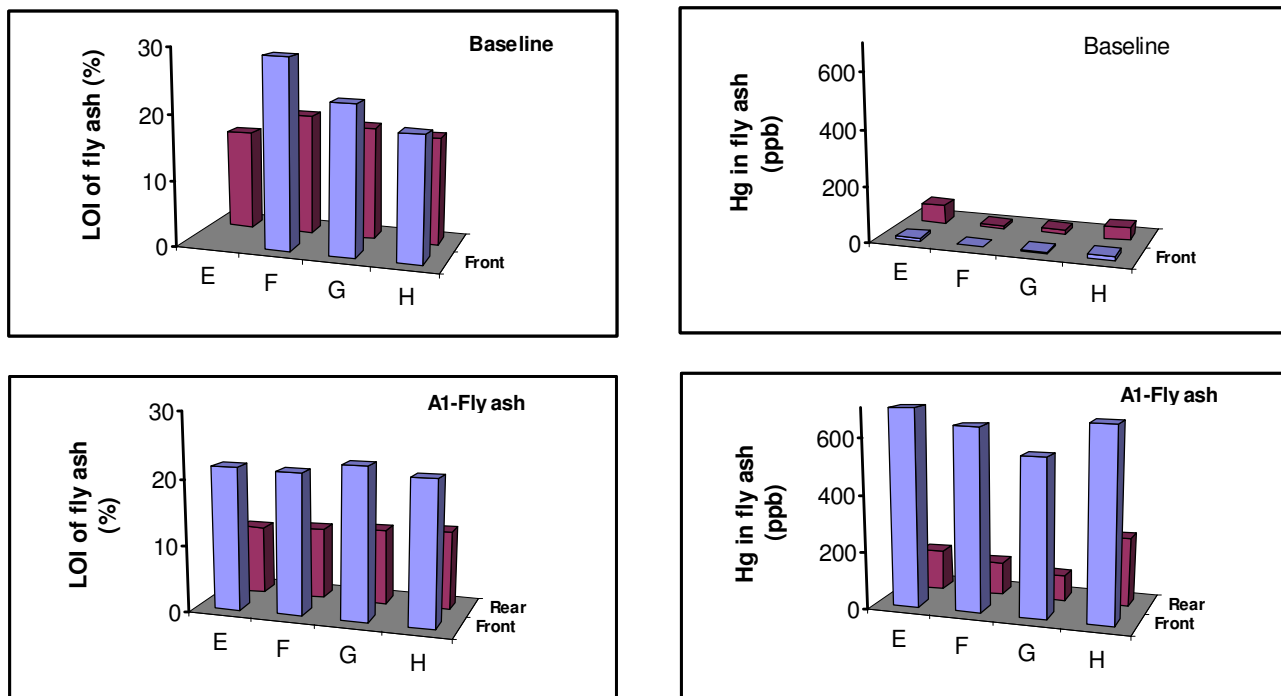 Baseline
LOI of fly ash (%)
30
20
10
0
E F G H
Front
Baseline
Hg in fly ash
(ppb)
600
400
200
0
E F G H
Front
A1-Fly ash
LOI of fly ash
(%)
30
20
10
0
E F G H
Rear
Front
A1-Fly ash
Hg in fly ash
(ppb)
600
400
200
0
E F G H
Rear
Front